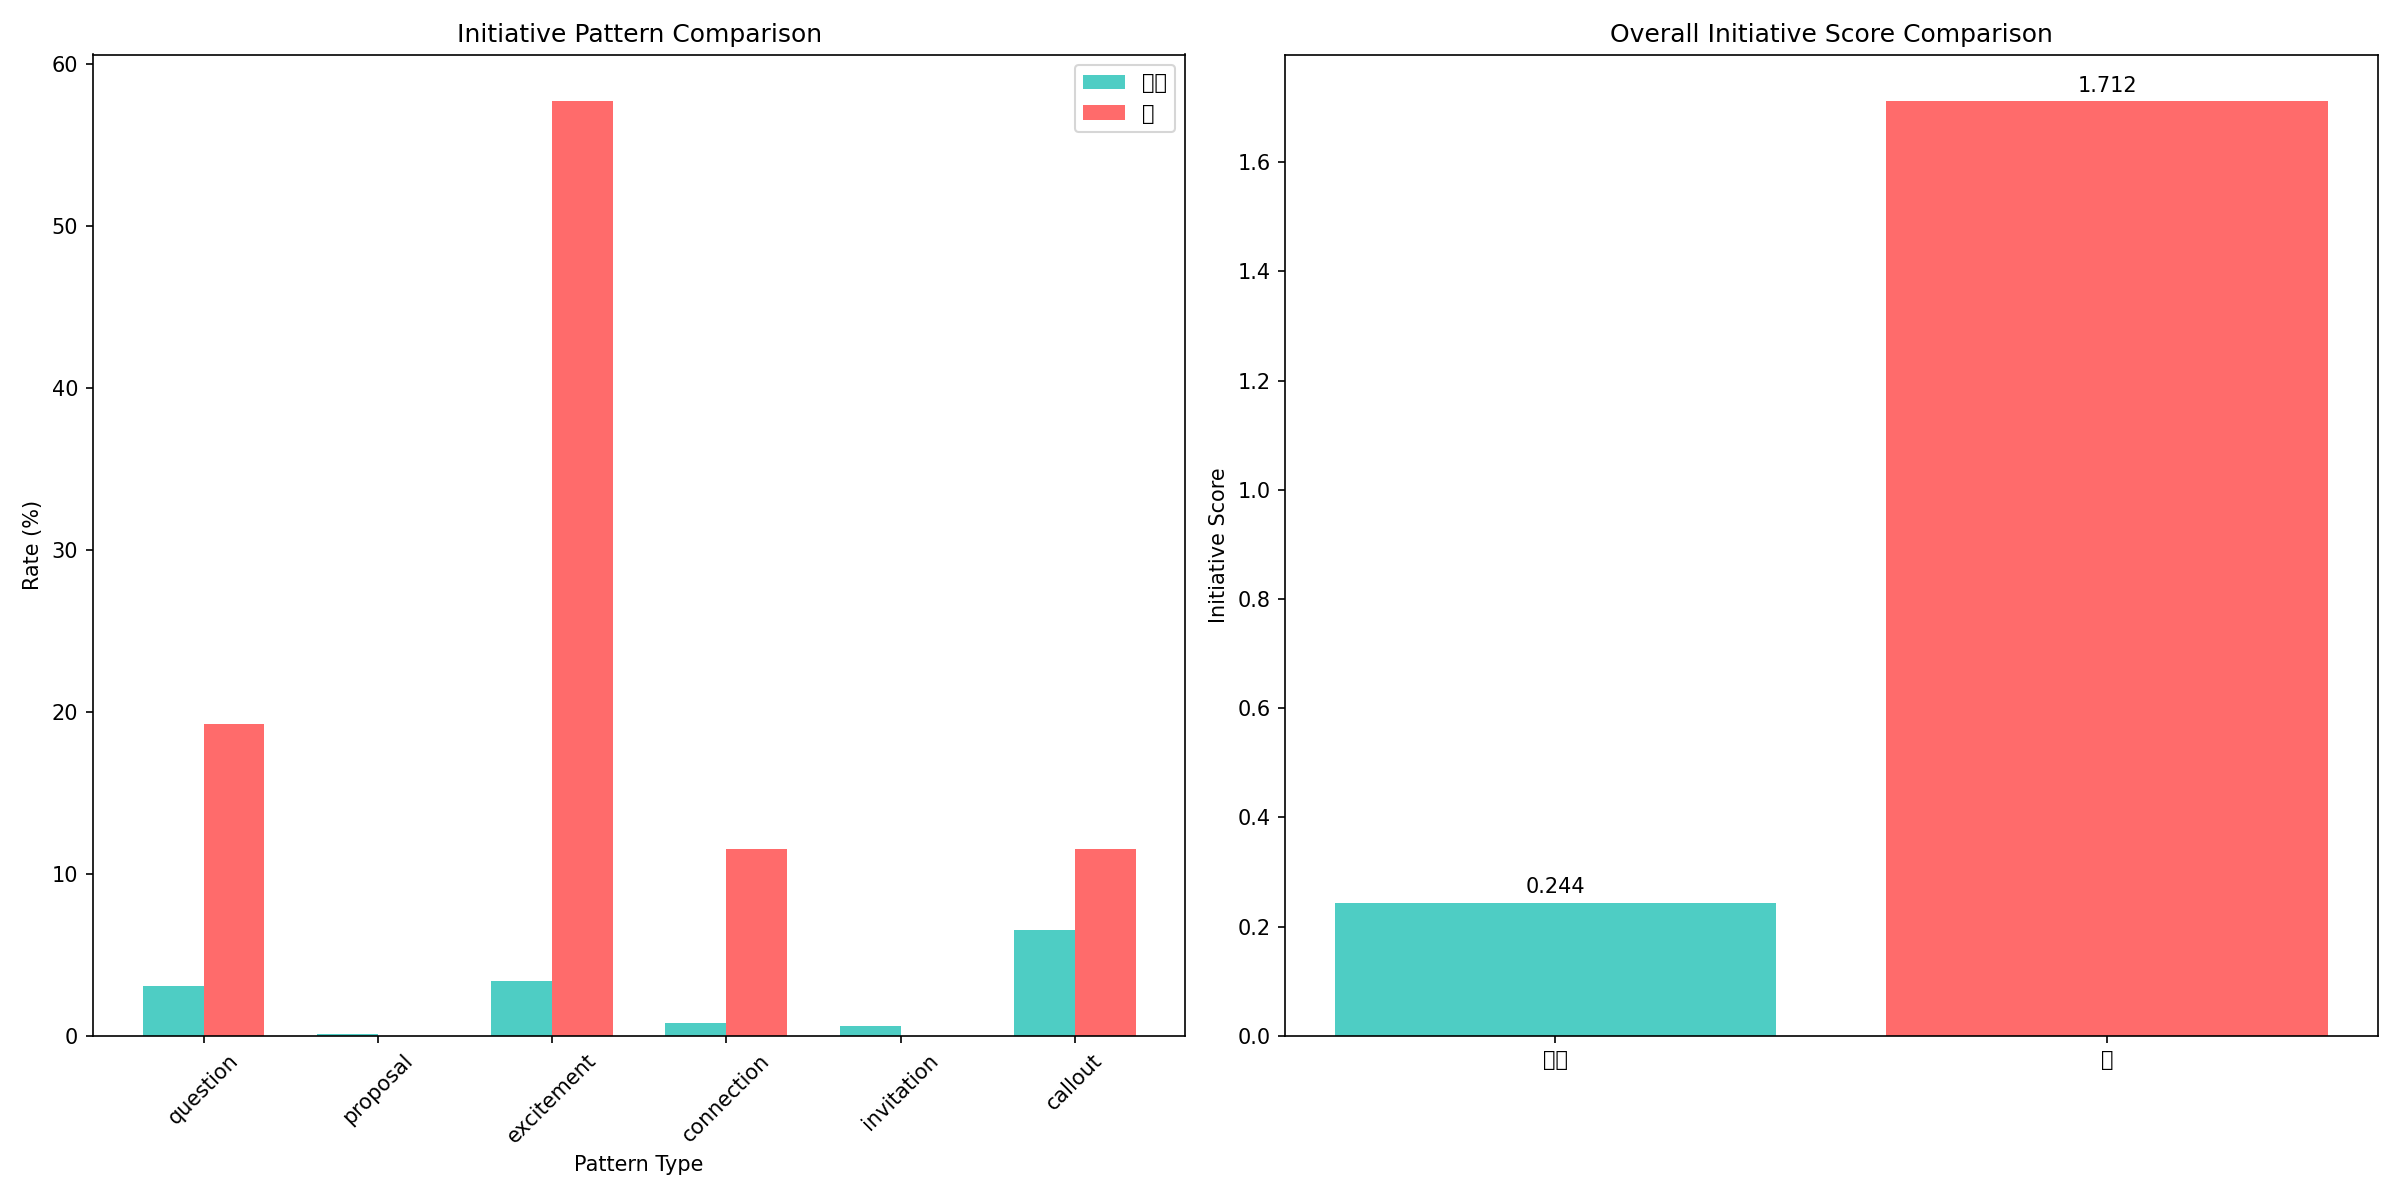 Initiative Pattern Comparison
60
50
40
30
20
10
0
Rate (%)
question
proposal
excitement
connection
invitation
callout
Pattern Type
Overall Initiative Score Comparison
1.712
0.244
1.6
1.4
1.2
1.0
0.8
0.6
0.4
0.2
0.0
Initiative Score